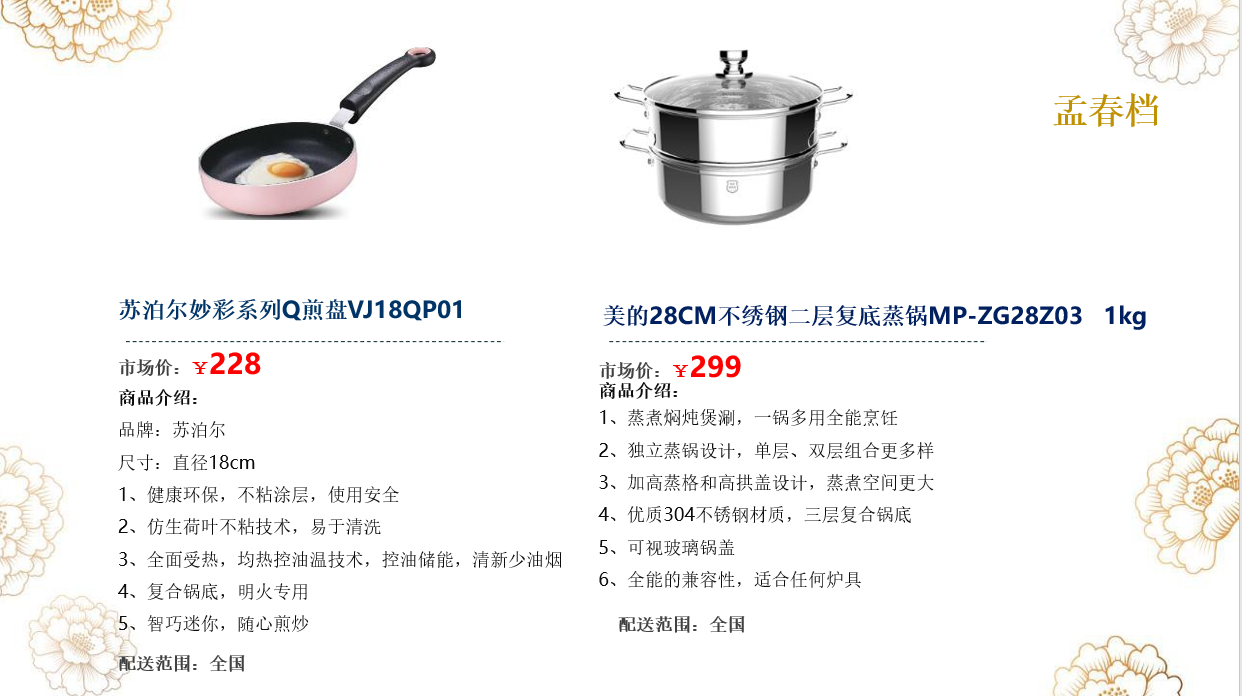 孟春档
苏泊尔妙彩系列Q煎盘VJ18QP01
市场价：￥228
商品介绍：
品牌：苏泊尔
尺寸：直径18cm
1、健康环保，不粘涂层，使用安全
2、仿生荷叶不粘技术，易于清洗
3、全面受热，均热控油温技术，控油储能，清新少油烟
4、复合锅底，明火专用
5、智巧迷你，随心煎炒
配送范围：全国
美的28CM不绣钢二层复底蒸锅MP-ZG28Z03 1kg
市场价：￥299
商品介绍：
1、蒸煮焖炖煲涮，一锅多用全能烹饪
2、独立蒸锅设计，单层、双层组合更多样
3、加高蒸格和高拱盖设计，蒸煮空间更大
4、优质304不锈钢材质，三层复合锅底
5、可视玻璃锅盖
6、全能的兼容性，适合任何炉具
配送范围：全国